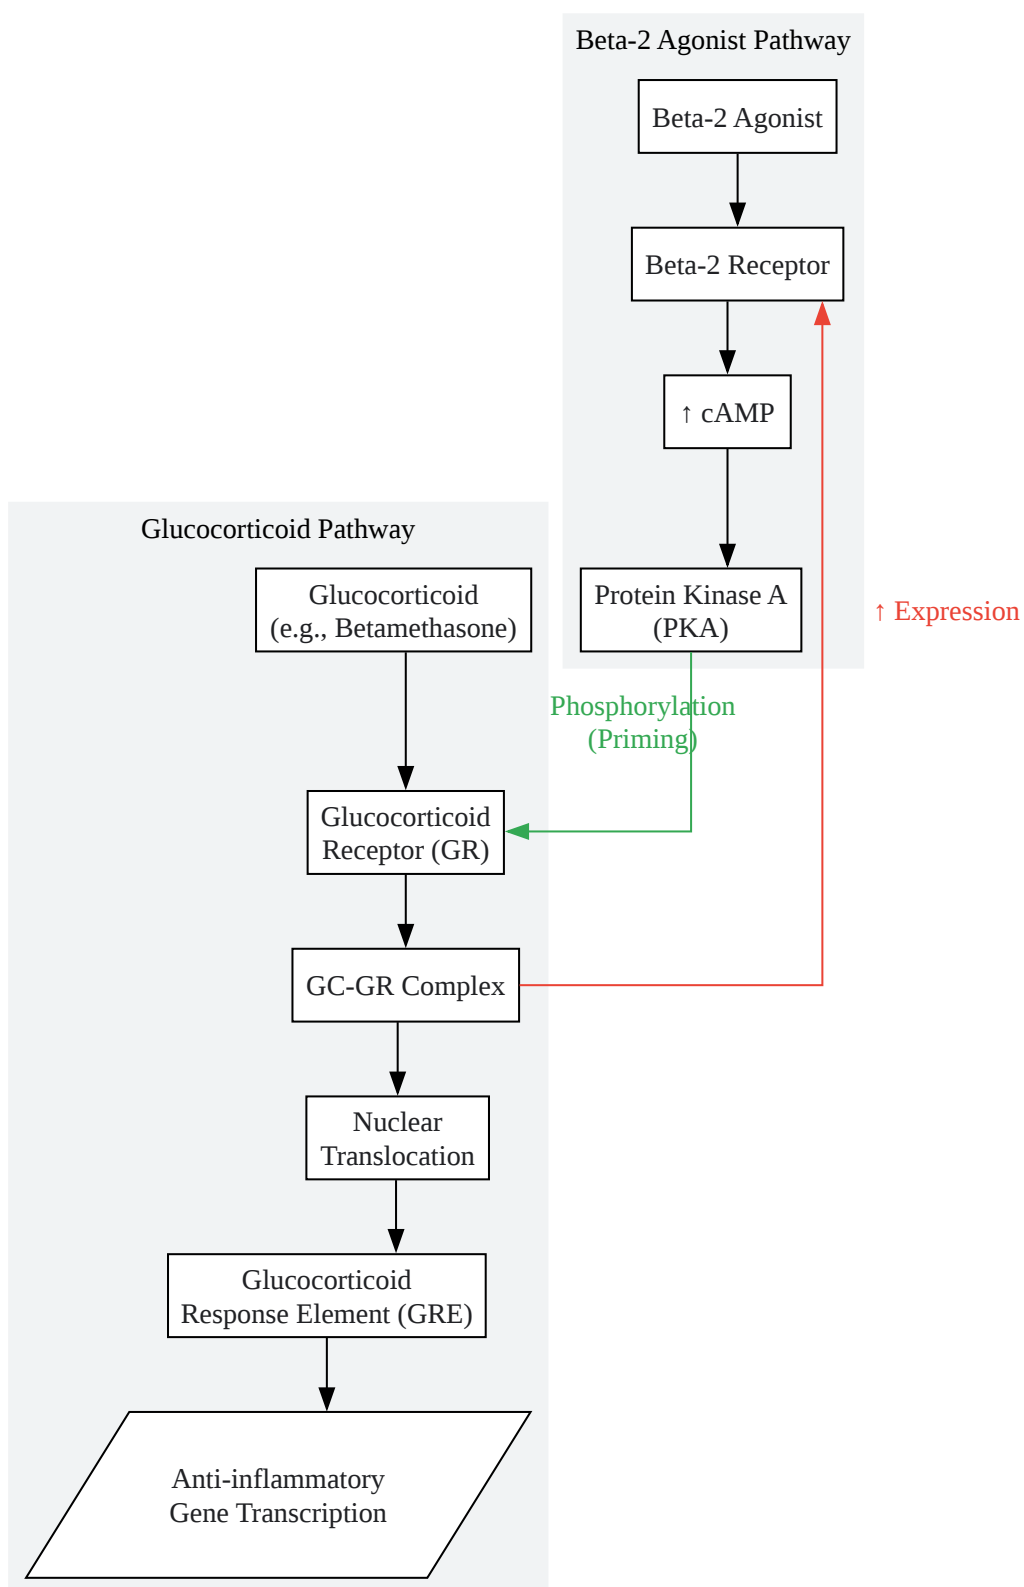 Beta-2 Agonist Pathway
Beta-2 Agonist
Beta-2 Receptor
↑ cAMP
Glucocorticoid Pathway
Glucocorticoid
(e.g., Betamethasone)
Protein Kinase A
(PKA)
↑ Expression
Phosphorylation
(Priming)
Glucocorticoid
Receptor (GR)
GC-GR Complex
Nuclear
Translocation
Glucocorticoid
Response Element (GRE)
Anti-inflammatory
Gene Transcription